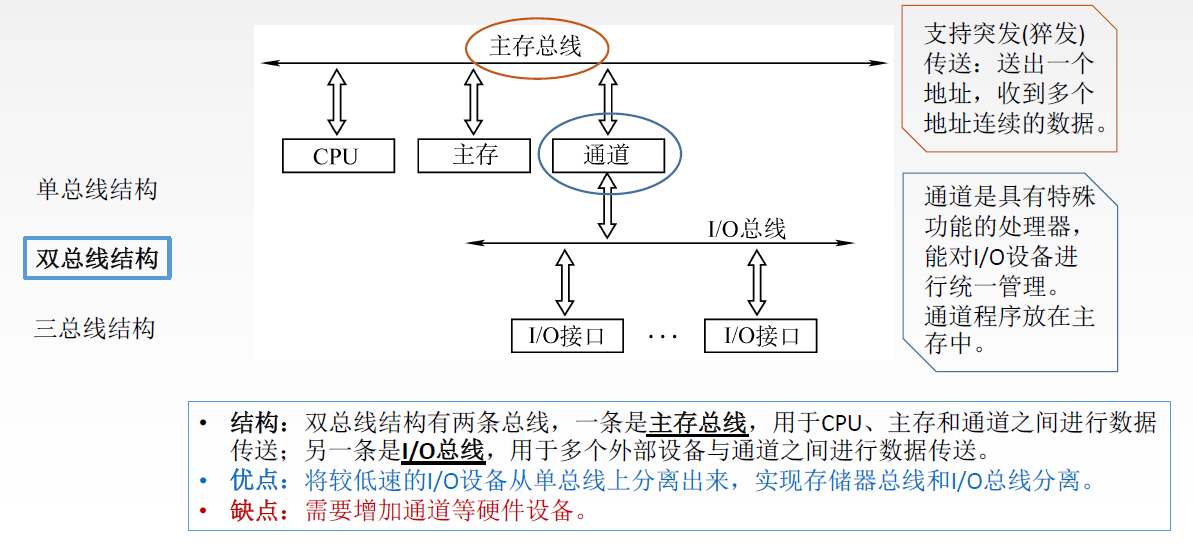 单总线结构
双总线结构
三总线结构
主存总线
CPU
主存
通道
I/O总线
I/O接口
···
I/O接口
支持突发(猝发)
传送：送出一个
地址，收到多个
地址连续的数据。
通道是具有特殊
功能的处理器，
能对I/O设备进
行统一管理。
通道程序放在主
存中。
• 结构：双总线结构有两条总线，一条是主存总线，用于CPU、主存和通道之间进行数据
传送；另一条是I/O总线，用于多个外部设备与通道之间进行数据传送。
• 优点：将较低速的I/O设备从单总线上分离出来，实现存储器总线和I/O总线分离。
• 缺点：需要增加通道等硬件设备。